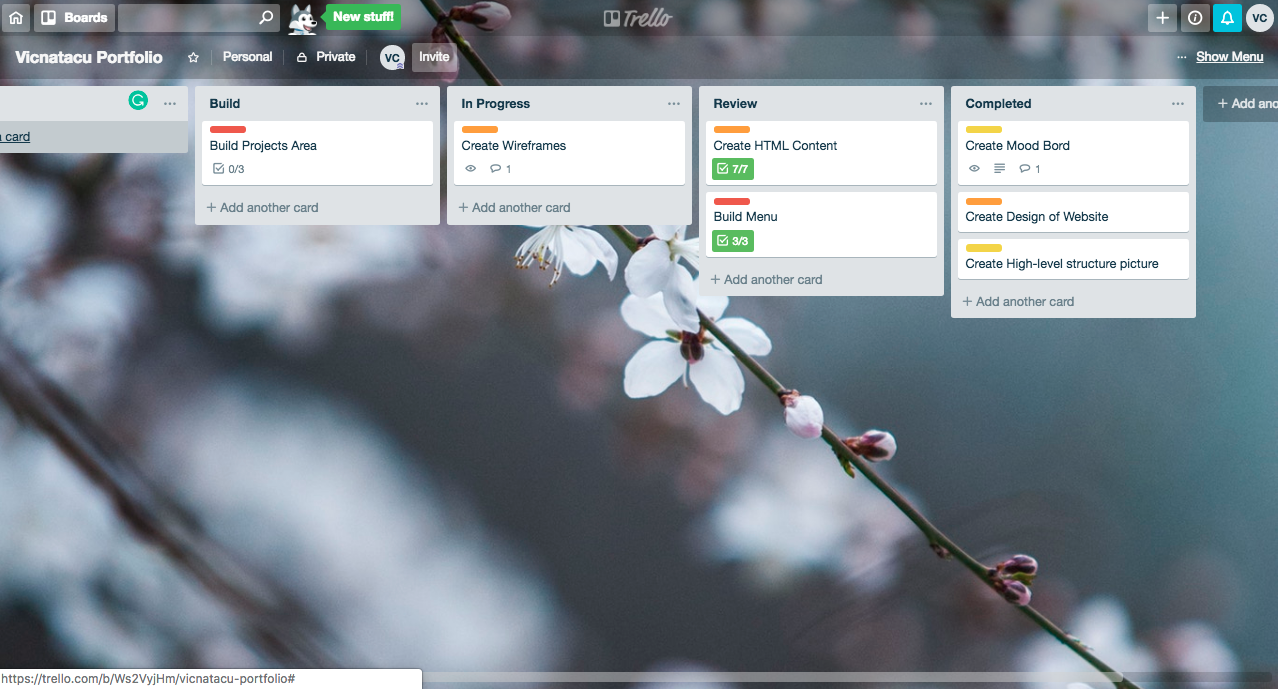 Boards
New stuff!
Trello
VC
Vicnatacu Portfolio
Personal
Private
VC
Invite
... Show Menu
a card
Build
Build Projects Area
0/3
+ Add another card
In Progress
Create Wireframes
1
+ Add another card
Review
Create HTML Content
7/7
Build Menu
3/3
+ Add another card
Completed
Create Mood Bord
1
Create Design of Website
Create High-level structure picture
+ Add another card
+ Add ano
https://trello.com/b/Ws2VyjHm/vicnatacu-portfolio#